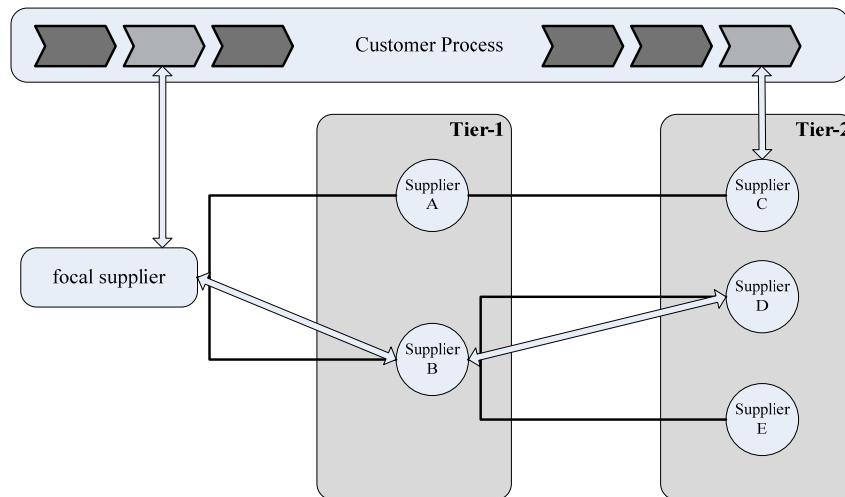 Customer Process
Tier-1
Tier-2
Supplier
A
Supplier
C
focal supplier
Supplier
D
Supplier
B
Supplier
E